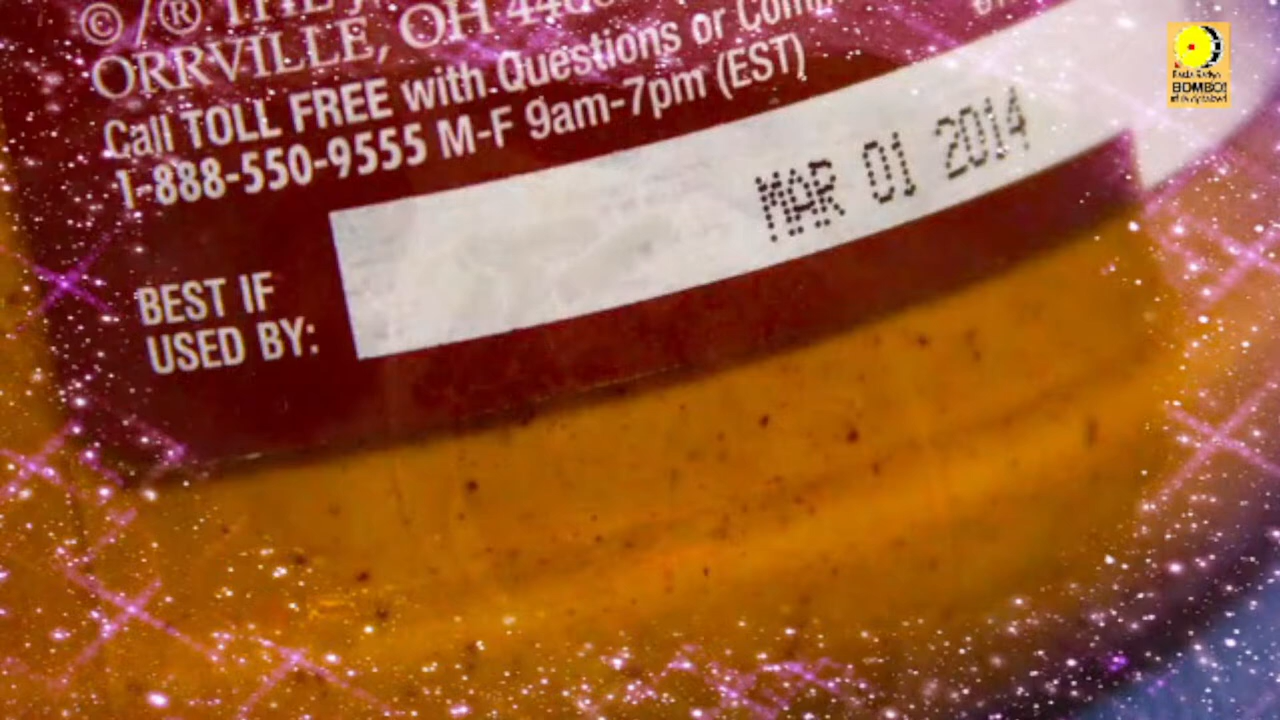 ©/® THE
ORRVILLE, OH
Call TOLL FREE with Questions or
1-888-550-9555 M-F 9am-7pm (EST)
BEST IF
USED BY:
MAR 01 2014
BOMBO!